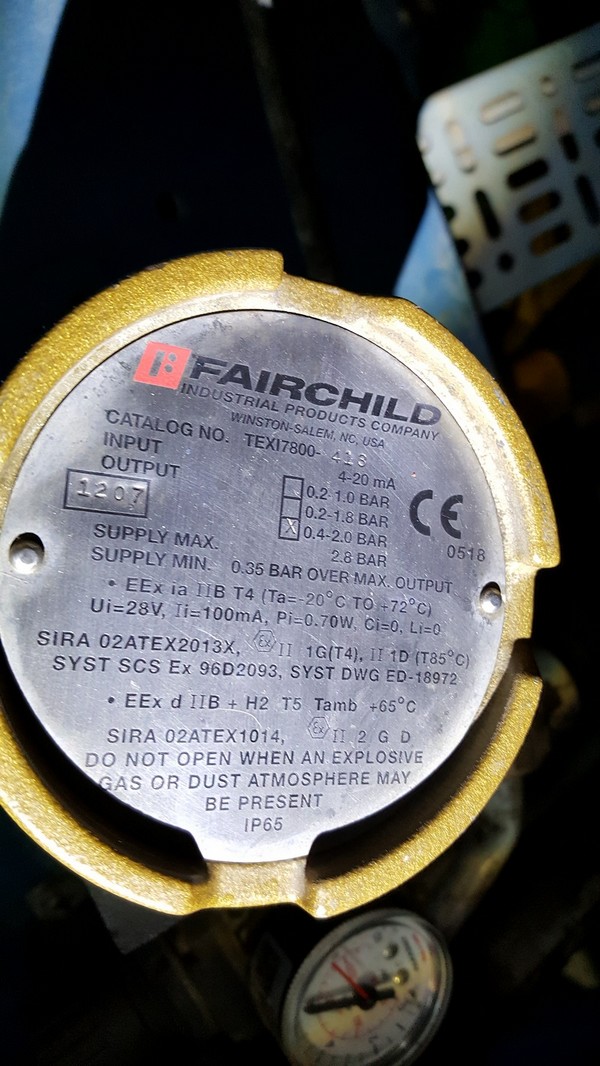 FAIRCHILD
INDUSTRIAL PRODUCTS COMPANY
WINSTON-SALEM, NC, USA
CATALOG NO. TEXI7800-
INPUT 4-20 mA
OUTPUT 0.2-1.0 BAR
1207 0.2-1.8 BAR
X 0.4-2.0 BAR
CE
0518
SUPPLY MAX. 2.8 BAR
SUPPLY MIN. 0.35 BAR OVER MAX. OUTPUT
• EEx ia IIB T4 (Ta=-20°C TO +72°C)
Ui=28V, Ii=100mA, Pi=0.70W, Ci=0, Li=0
SIRA 02ATEX2013X, Ex II 1G(T4), II 1D (T85°C)
SYST SCS Ex 96D2093, SYST DWG ED-18972
• EEx d IIB + H2 T5 Tamb +65°C
SIRA 02ATEX1014, Ex II 2 G D
DO NOT OPEN WHEN AN EXPLOSIVE
GAS OR DUST ATMOSPHERE MAY
BE PRESENT
IP65